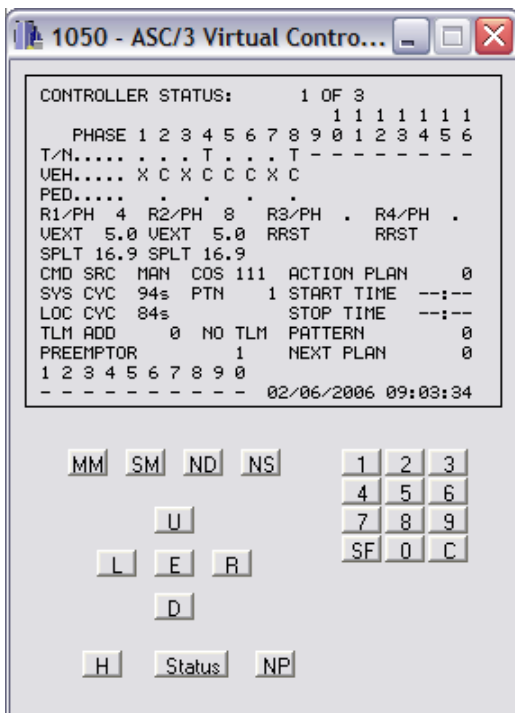 1050 - ASC/3 Virtual Contro...
CONTROLLER STATUS: 1 OF 3
1 1 1 1 1 1 1
PHASE 1 2 3 4 5 6 7 8 9 0 1 2 3 4 5 6
T/N..... . . . T . . . T - - - - - - - -
VEH..... X C X C C C X C
PED..... . . . .
R1/PH 4 R2/PH 8 R3/PH . R4/PH .
VEXT 5.0 VEXT 5.0 RRST RRST
SPLT 16.9 SPLT 16.9
CMD SRC MAN COS 111 ACTION PLAN 0
SYS CYC 94s PTN 1 START TIME --:--
LOC CYC 84s STOP TIME --:--
TLM ADD 0 NO TLM PATTERN 0
PREEMPTOR 1 NEXT PLAN 0
1 2 3 4 5 6 7 8 9 0
- - - - - - - - - - 02/06/2006 09:03:34
MM SM ND NS 1 2 3
4 5 6
U 7 8 9
L E R SF 0 C
D
H Status NP